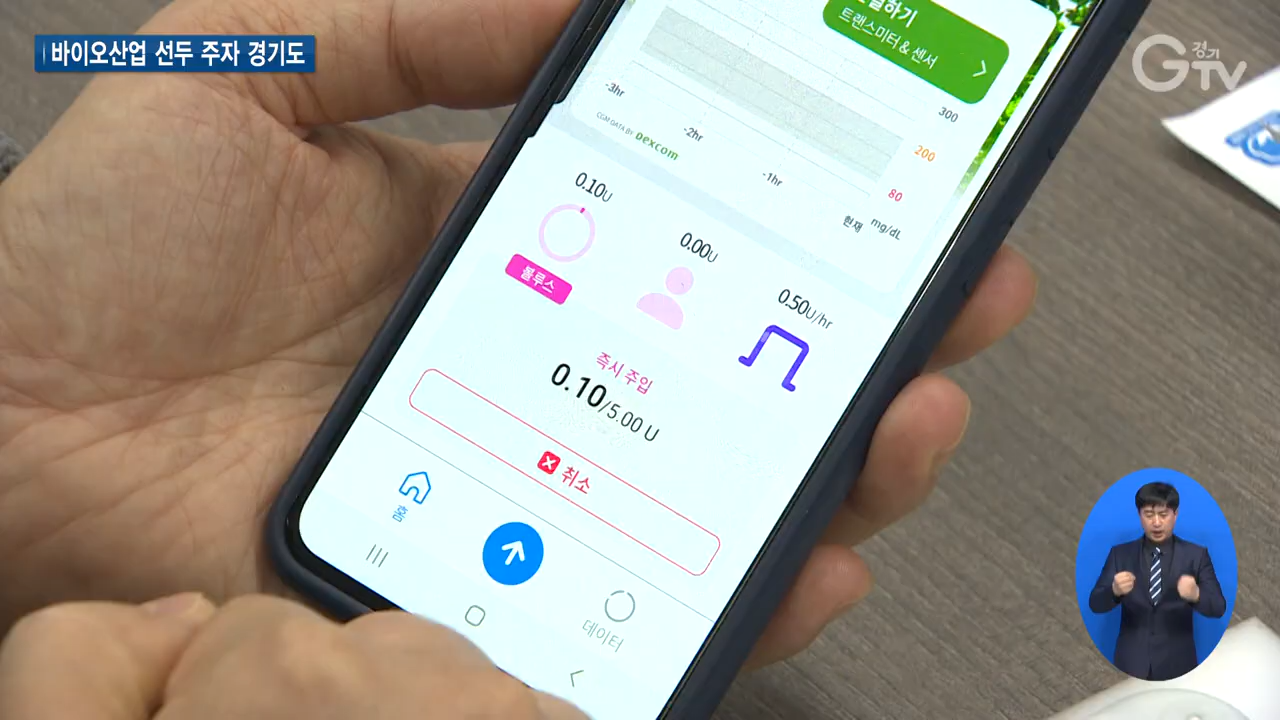 바이오산업 선두 주자 경기도
경기
GTV
트랜스미터 & 센서
300
200
80
mg/dL
-3hr
-2hr
-1hr
현재
CGM DATA BY Dexcom
0.10U
볼루스
0.00U
0.50U/hr
즉시 주입
0.10/5.00 U
취소
홈
데이터